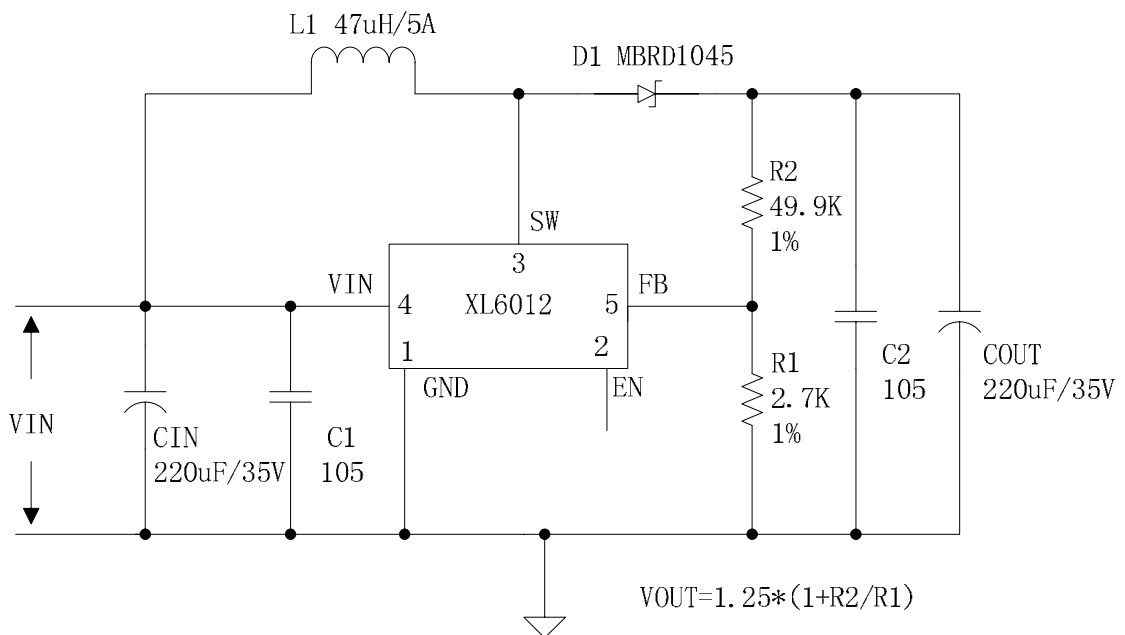 L1 47uH/5A
D1 MBRD1045
R2
49.9K
1%
SW
3
VIN
4
XL6012
5
FB
1
2
GND
EN
R1
2.7K
1%
C2
105
COUT
220uF/35V
VIN
CIN
220uF/35V
C1
105
VOUT=1.25*(1+R2/R1)